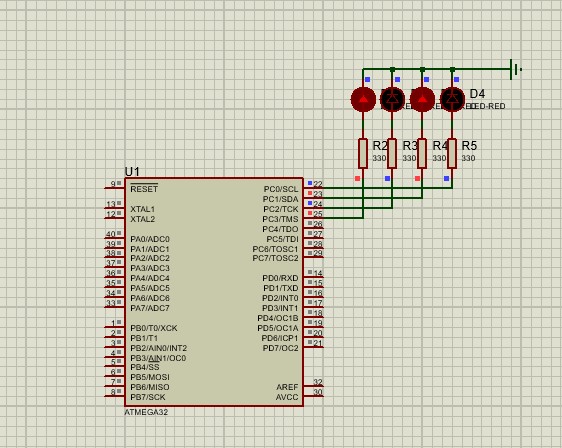 D4
LED-RED
R2
R3
R4
R5
330
330
330
330
U1
9
RESET
PC0/SCL
22
PC1/SDA
23
13
XTAL1
PC2/TCK
24
12
XTAL2
PC3/TMS
25
PC4/TDO
26
40
PA0/ADC0
PC5/TDI
27
39
PA1/ADC1
PC6/TOSC1
28
38
PA2/ADC2
PC7/TOSC2
29
37
PA3/ADC3
36
PA4/ADC4
PD0/RXD
14
35
PA5/ADC5
PD1/TXD
15
34
PA6/ADC6
PD2/INT0
16
33
PA7/ADC7
PD3/INT1
17
PD4/OC1B
18
1
PB0/T0/XCK
PD5/OC1A
19
2
PB1/T1
PD6/ICP1
20
3
PB2/AIN0/INT2
PD7/OC2
21
4
PB3/AIN1/OC0
5
PB4/SS
6
PB5/MOSI
7
PB6/MISO
AREF
32
8
PB7/SCK
AVCC
30
ATMEGA32